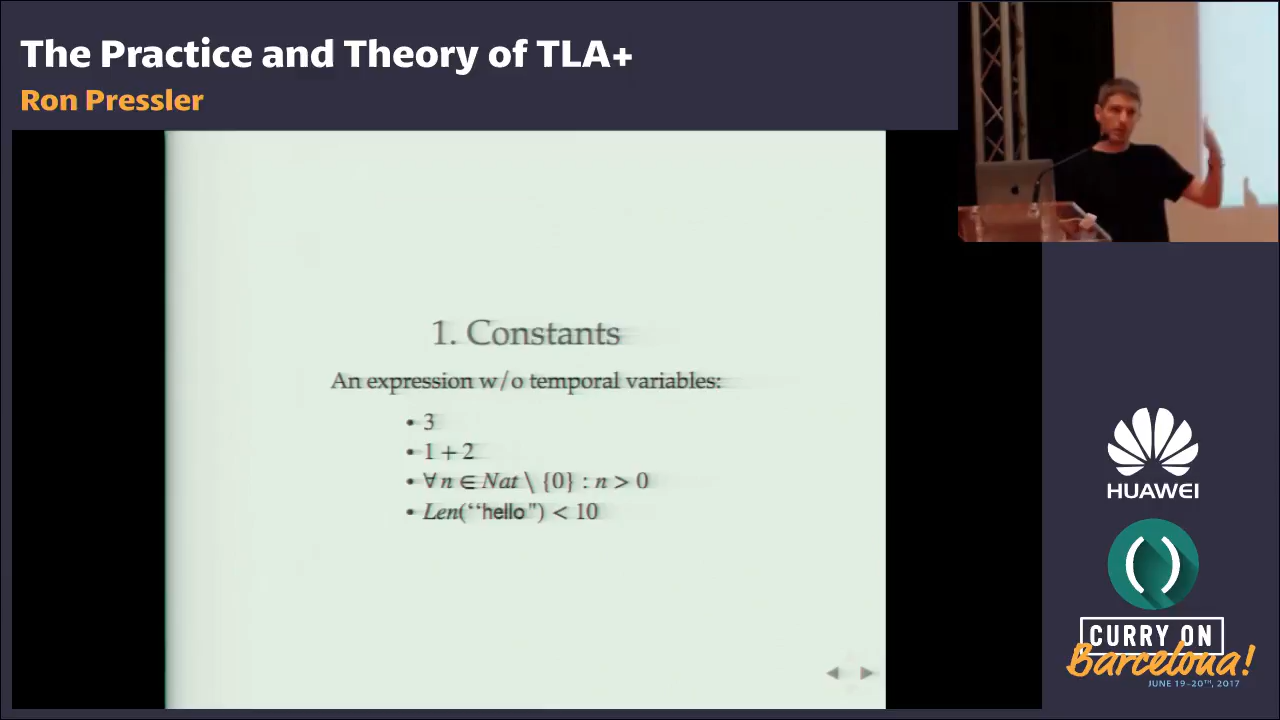 The Practice and Theory of TLA+
Ron Pressler
1. Constants
An expression w/o temporal variables:
• 3
• 1 + 2
• ∀ n ∈ Nat \ {0} : n > 0
• Len(‘‘hello") < 10
HUAWEI
CURRY ON
Barcelona!
JUNE 19-20TH, 2017